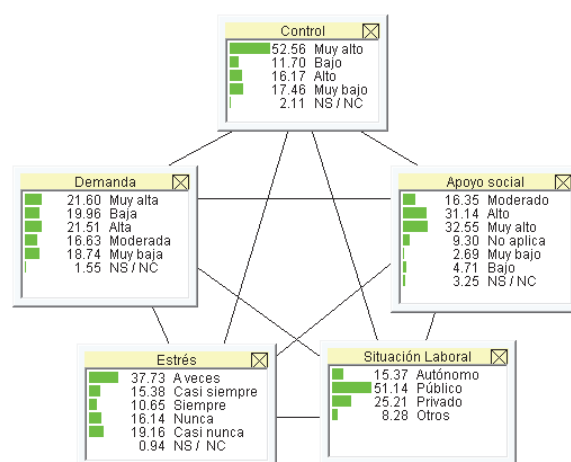 Control
52.56 Muy alto
11.70 Bajo
16.17 Alto
17.46 Muy bajo
2.11 NS / NC
Demanda
21.60 Muy alta
19.96 Baja
21.51 Alta
16.63 Moderada
18.74 Muy baja
1.55 NS / NC
Apoyo social
16.35 Moderado
31.14 Alto
32.55 Muy alto
9.30 No aplica
2.69 Muy bajo
4.71 Bajo
3.25 NS / NC
Estrés
37.73 A veces
15.38 Casi siempre
10.65 Siempre
16.14 Nunca
19.16 Casi nunca
0.94 NS / NC
Situación Laboral
15.37 Autónomo
51.14 Público
25.21 Privado
8.28 Otros